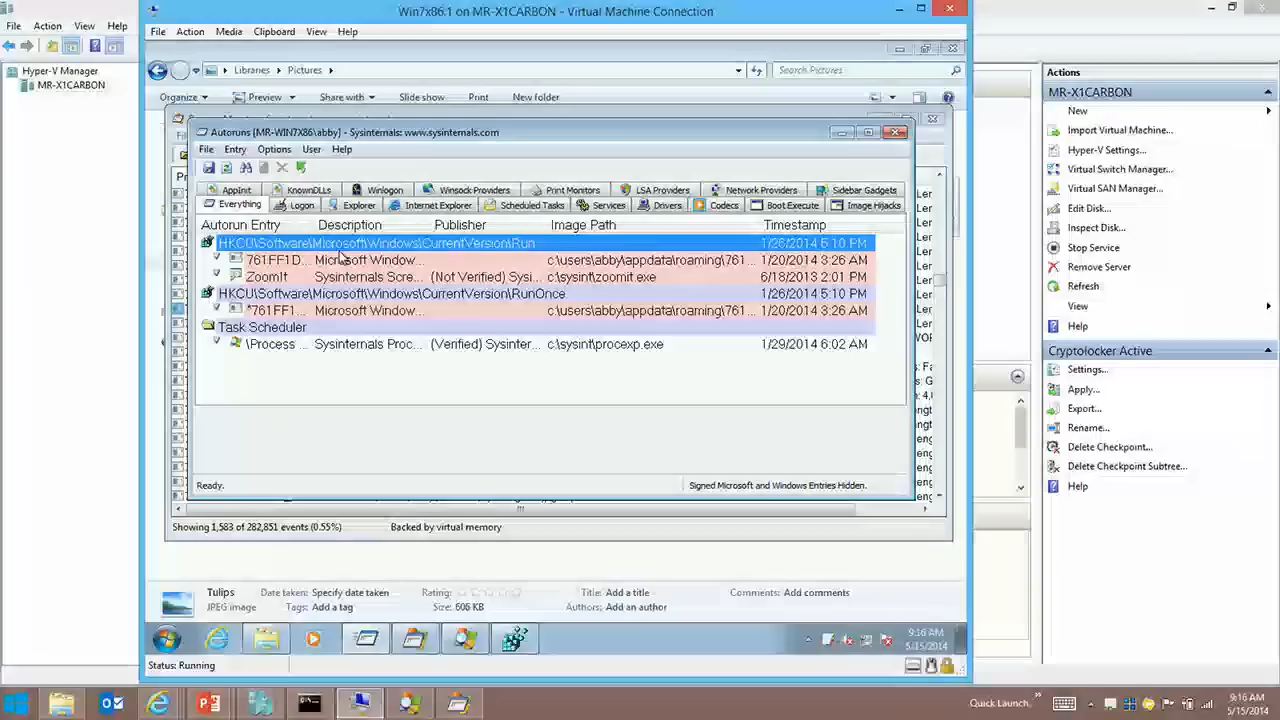 Win7x86.1 on MR-X1CARBON - Virtual Machine Connection
File Action View Help
File Action Media Clipboard View Help
Hyper-V Manager
MR-X1CARBON
Libraries Pictures
Search Pictures
Organize Preview Share with Slide show Print New folder
Autoruns [MR-WIN7X86\abby] - Sysinternals: www.sysinternals.com
File Entry Options User Help
AppInit KnownDLLs Winlogon Winsock Providers Print Monitors LSA Providers Network Providers Sidebar Gadgets
Everything Logon Explorer Internet Explorer Scheduled Tasks Services Drivers Codecs Boot Execute Image Hijacks
Autorun Entry Description Publisher Image Path Timestamp
HKCU\Software\Microsoft\Windows\CurrentVersion\Run 1/26/2014 5:10 PM
761FF1D... Microsoft Window... c:\users\abby\appdata\roaming\761... 1/20/2014 3:26 AM
ZoomIt Sysinternals Scre... (Not Verified) Sysi... c:\sysint\zoomit.exe 6/18/2013 2:01 PM
HKCU\Software\Microsoft\Windows\CurrentVersion\RunOnce 1/26/2014 5:10 PM
*761FF1... Microsoft Window... c:\users\abby\appdata\roaming\761... 1/20/2014 3:26 AM
Task Scheduler
\Process ... Sysinternals Proc... (Verified) Sysinter... c:\sysint\procexp.exe 1/29/2014 6:02 AM
Ready. Signed Microsoft and Windows Entries Hidden.
Showing 1,583 of 282,851 events (0.55%) Backed by virtual memory
Tulips Date taken: Specify date taken Rating: Title: Add a title Comments: Add comments
JPEG image Tags: Add a tag Size: 606 KB Authors: Add an author
9:16 AM
5/15/2014
Status: Running
Actions
MR-X1CARBON
New
Import Virtual Machine...
Hyper-V Settings...
Virtual Switch Manager...
Virtual SAN Manager...
Edit Disk...
Inspect Disk...
Stop Service
Remove Server
Refresh
View
Help
Cryptolocker Active
Settings...
Apply...
Export...
Rename...
Delete Checkpoint...
Delete Checkpoint Subtree...
Help
Quick Launch
9:16 AM
5/15/2014